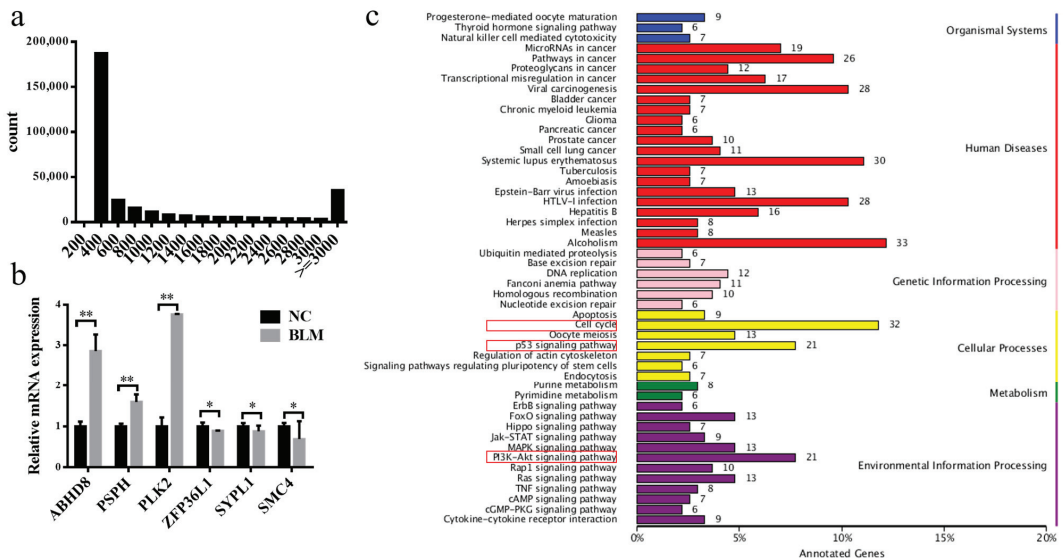 a
200,000
150,000
100,000
50,000
0
count
200
400
600
800
1000
1200
1400
1600
1800
2000
2200
2400
2600
2800
3000
>=3000
b
Relative mRNA expression
4
3
2
1
0
**
**
**
*
*
*
NC
BLM
ABHD8
PSPH
PLK2
ZFP36L1
SYPL1
SMC4
c
Progesterone-mediated oocyte maturation 9
Thyroid hormone signaling pathway 6
Natural killer cell mediated cytotoxicity 7
Organismal Systems
MicroRNAs in cancer 19
Pathways in cancer 26
Proteoglycans in cancer 12
Transcriptional misregulation in cancer 17
Viral carcinogenesis 28
Bladder cancer 7
Chronic myeloid leukemia 7
Glioma 6
Pancreatic cancer 6
Prostate cancer 10
Small cell lung cancer 11
Systemic lupus erythematosus 30
Tuberculosis 7
Amoebiasis 7
Epstein-Barr virus infection 13
HTLV-I infection 28
Hepatitis B 16
Herpes simplex infection 8
Measles 8
Alcoholism 33
Human Diseases
Ubiquitin mediated proteolysis 6
Base excision repair 7
DNA replication 12
Fanconi anemia pathway 11
Homologous recombination 10
Nucleotide excision repair 6
Genetic Information Processing
Apoptosis 9
Cell cycle 32
Oocyte meiosis 13
p53 signaling pathway 21
Regulation of actin cytoskeleton 7
Signaling pathways regulating pluripotency of stem cells 6
Endocytosis 7
Cellular Processes
Purine metabolism 8
Pyrimidine metabolism 6
Metabolism
ErbB signaling pathway 6
FoxO signaling pathway 13
Hippo signaling pathway 7
Jak-STAT signaling pathway 9
MAPK signaling pathway 13
PI3K-Akt signaling pathway 21
Rap1 signaling pathway 10
Ras signaling pathway 13
TNF signaling pathway 8
cAMP signaling pathway 7
cGMP-PKG signaling pathway 6
Cytokine-cytokine receptor interaction 9
Environmental Information Processing
0% 5% 10% 15% 20%
Annotated Genes